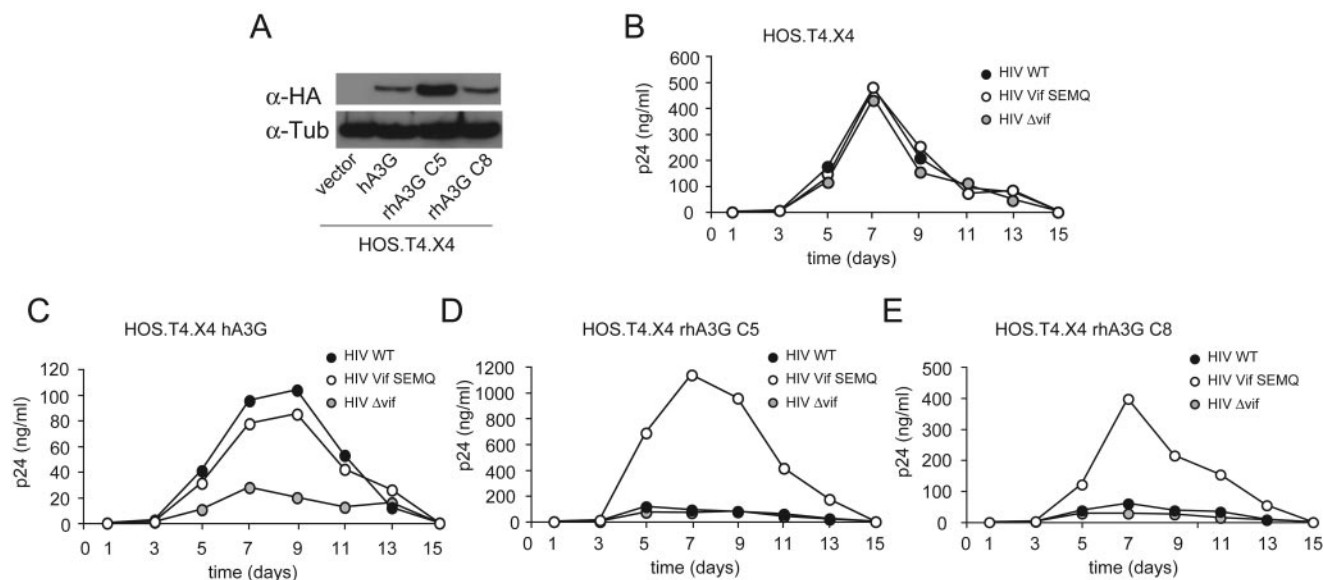 A
α-HA
α-Tub
vector
hA3G
rhA3G C5
rhA3G C8
HOS.T4.X4
B
HOS.T4.X4
HIV WT
HIV Vif SEMQ
HIV Δvif
p24 (ng/ml)
600
500
400
300
200
100
0
0 1 3 5 7 9 11 13 15
time (days)
C
HOS.T4.X4 hA3G
HIV WT
HIV Vif SEMQ
HIV Δvif
p24 (ng/ml)
120
100
80
60
40
20
0
0 1 3 5 7 9 11 13 15
time (days)
D
HOS.T4.X4 rhA3G C5
HIV WT
HIV Vif SEMQ
HIV Δvif
p24 (ng/ml)
1200
1000
800
600
400
200
0
0 1 3 5 7 9 11 13 15
time (days)
E
HOS.T4.X4 rhA3G C8
HIV WT
HIV Vif SEMQ
HIV Δvif
p24 (ng/ml)
500
400
300
200
100
0
0 1 3 5 7 9 11 13 15
time (days)